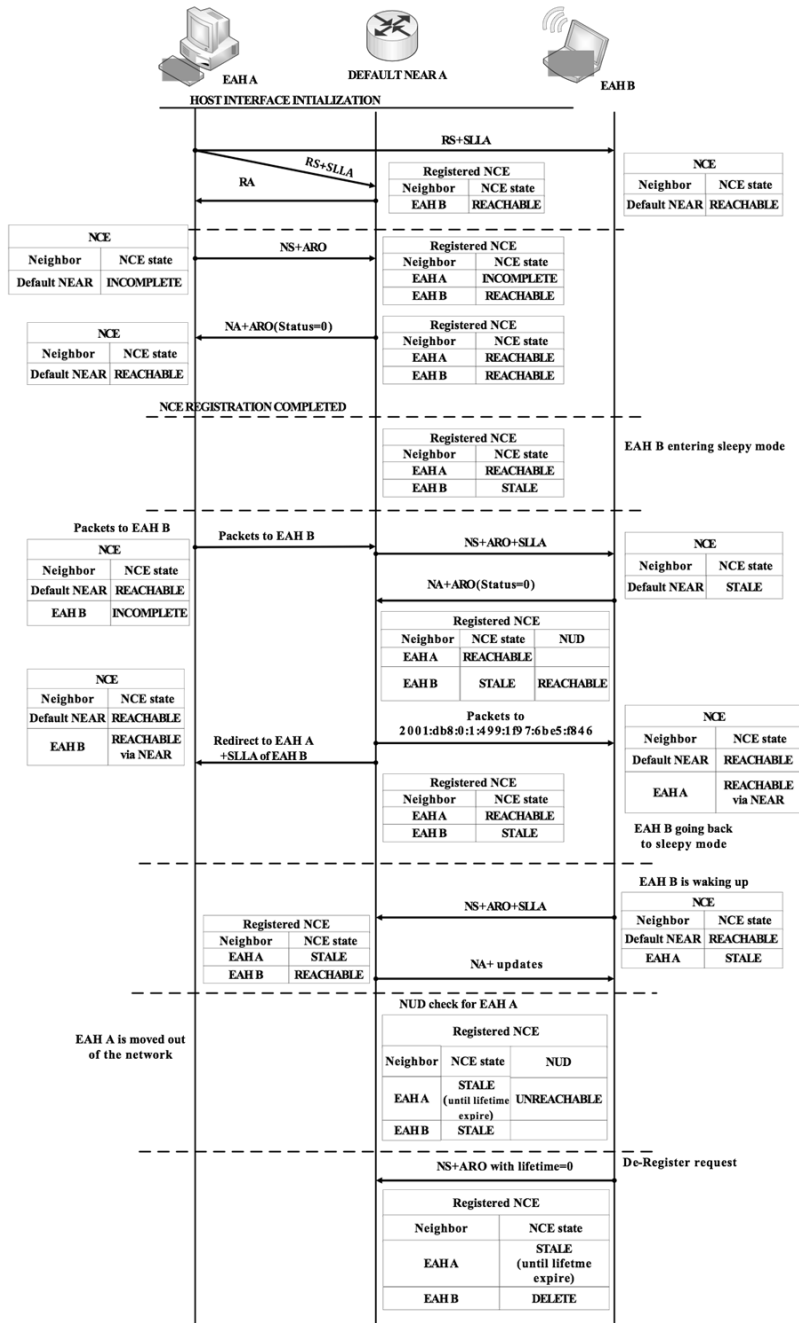 EAH A
DEFAULT NEAR A
EAH B
HOST INTERFACE INTIALIZATION
RS+SLLA
RS+SLLA
RA
Registered NCE
Neighbor NCE state
EAH B REACHABLE
NCE
Neighbor NCE state
Default NEAR REACHABLE
NCE
Neighbor NCE state
Default NEAR INCOMPLETE
NS+ARO
Registered NCE
Neighbor NCE state
EAH A INCOMPLETE
EAH B REACHABLE
NCE
Neighbor NCE state
Default NEAR REACHABLE
NA+ARO(Status=0)
Registered NCE
Neighbor NCE state
EAH A REACHABLE
EAH B REACHABLE
NCE REGISTRATION COMPLETED
Registered NCE
Neighbor NCE state
EAH A REACHABLE
EAH B STALE
EAH B entering sleepy mode
Packets to EAH B
NCE
Neighbor NCE state
Default NEAR REACHABLE
EAH B INCOMPLETE
Packets to EAH B
NS+ARO+SLLA
NCE
Neighbor NCE state
Default NEAR STALE
NA+ARO(Status=0)
Registered NCE
Neighbor NCE state NUD
EAH A REACHABLE
EAH B STALE REACHABLE
NCE
Neighbor NCE state
Default NEAR REACHABLE
EAH B REACHABLE
via NEAR
Redirect to EAH A
+SLLA of EAH B
Packets to
2001:db8:0:1:499:1f97:6be5:f846
NCE
Neighbor NCE state
Default NEAR REACHABLE
EAH A REACHABLE
via NEAR
Registered NCE
Neighbor NCE state
EAH A REACHABLE
EAH B STALE
EAH B going back
to sleepy mode
EAH B is waking up
NS+ARO+SLLA
NCE
Neighbor NCE state
Default NEAR REACHABLE
EAH A STALE
Registered NCE
Neighbor NCE state
EAH A STALE
EAH B REACHABLE
NA+ updates
NUD check for EAH A
EAH A is moved out
of the network
Registered NCE
Neighbor NCE state NUD
EAH A STALE
(until lifetime
expire) UNREACHABLE
EAH B STALE
De-Register request
NS+ARO with lifetime=0
Registered NCE
Neighbor NCE state
EAH A STALE
(until lifetme
expire)
EAH B DELETE